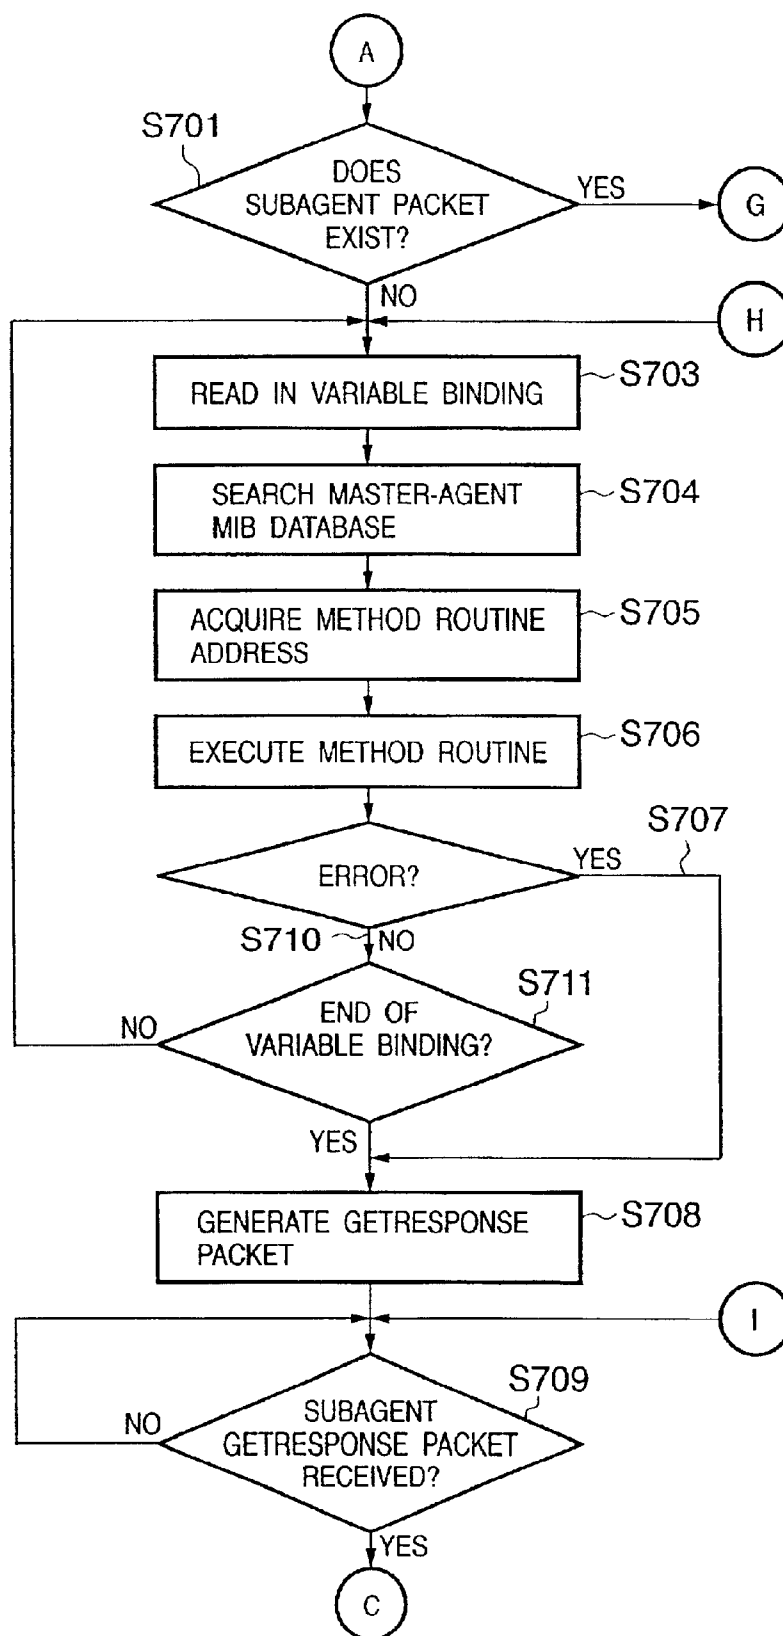 A
S701
DOES
SUBAGENT PACKET
EXIST?
YES
G
NO
H
READ IN VARIABLE BINDING
S703
SEARCH MASTER-AGENT
MIB DATABASE
S704
ACQUIRE METHOD ROUTINE
ADDRESS
S705
EXECUTE METHOD ROUTINE
S706
S707
ERROR?
YES
S710
NO
S711
END OF
VARIABLE BINDING?
NO
YES
GENERATE GETRESPONSE
PACKET
S708
I
S709
SUBAGENT
GETRESPONSE PACKET
RECEIVED?
NO
YES
C